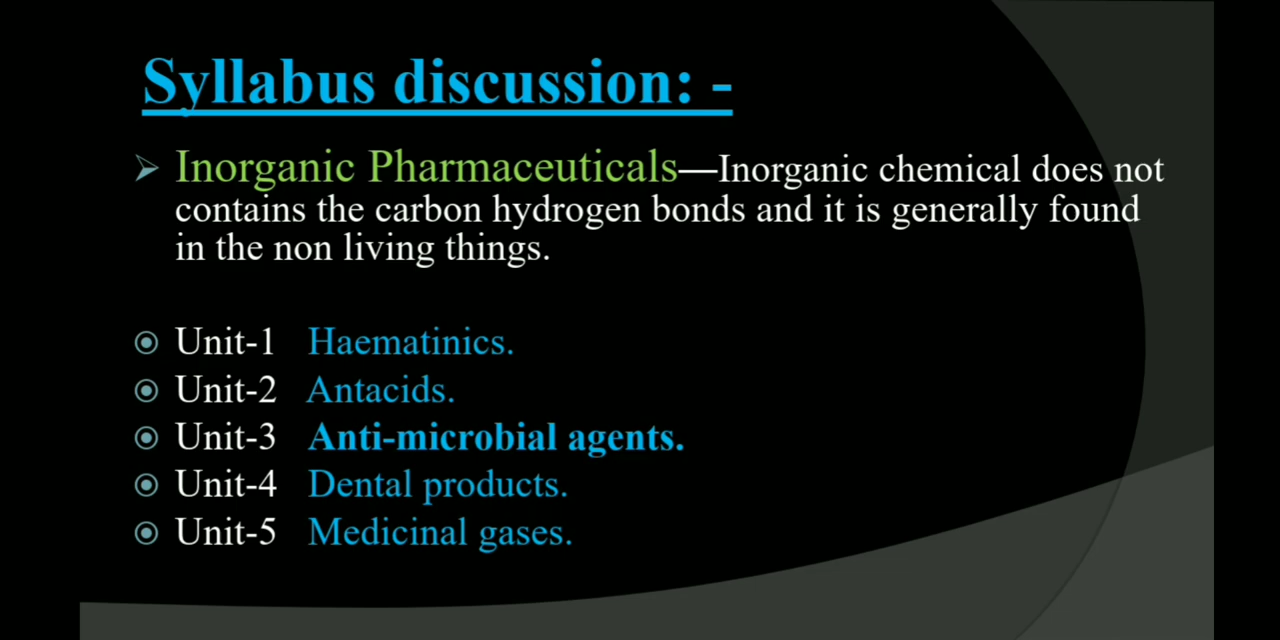 Syllabus discussion: -
Inorganic Pharmaceuticals—Inorganic chemical does not
contains the carbon hydrogen bonds and it is generally found
in the non living things.
Unit-1 Haematinics.
Unit-2 Antacids.
Unit-3 Anti-microbial agents.
Unit-4 Dental products.
Unit-5 Medicinal gases.